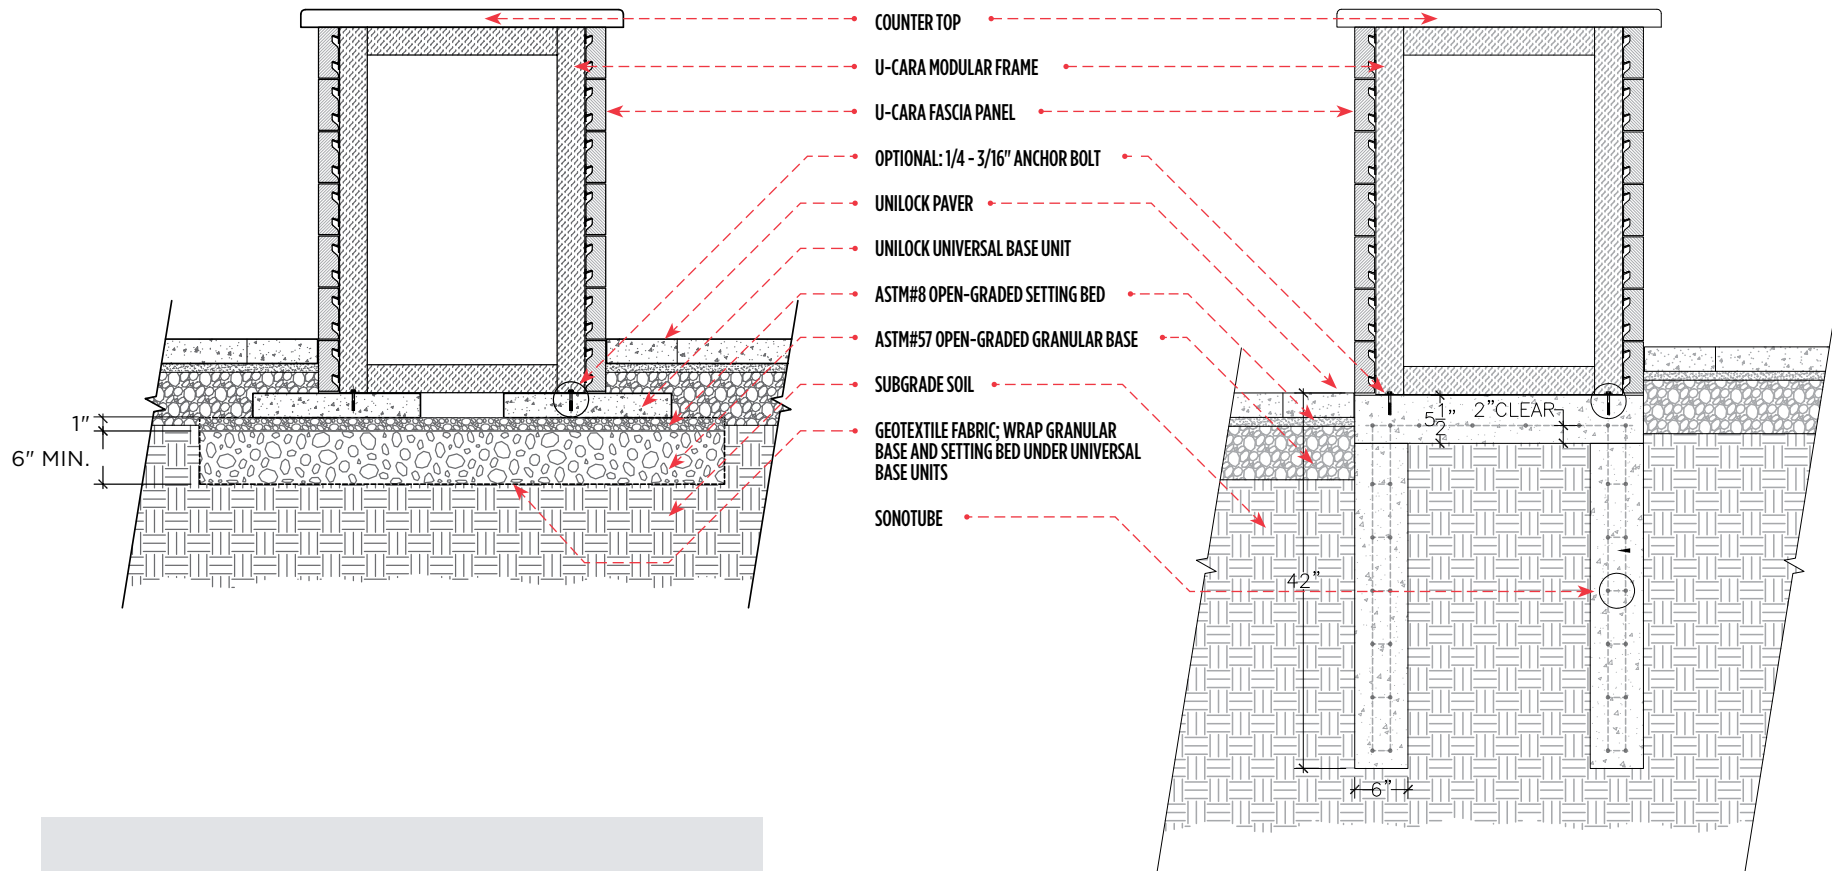 COUNTER TOP
U-CARA MODULAR FRAME
U-CARA FASCIA PANEL
OPTIONAL: 1/4 - 3/16" ANCHOR BOLT
UNILOCK PAVER
UNILOCK UNIVERSAL BASE UNIT
ASTM#8 OPEN-GRADED SETTING BED
ASTM#57 OPEN-GRADED GRANULAR BASE
SUBGRADE SOIL
GEOTEXTILE FABRIC; WRAP GRANULAR
BASE AND SETTING BED UNDER UNIVERSAL
BASE UNITS
SONOTUBE
1"
6" MIN.
5 1/2"
2"CLEAR
42"
6"